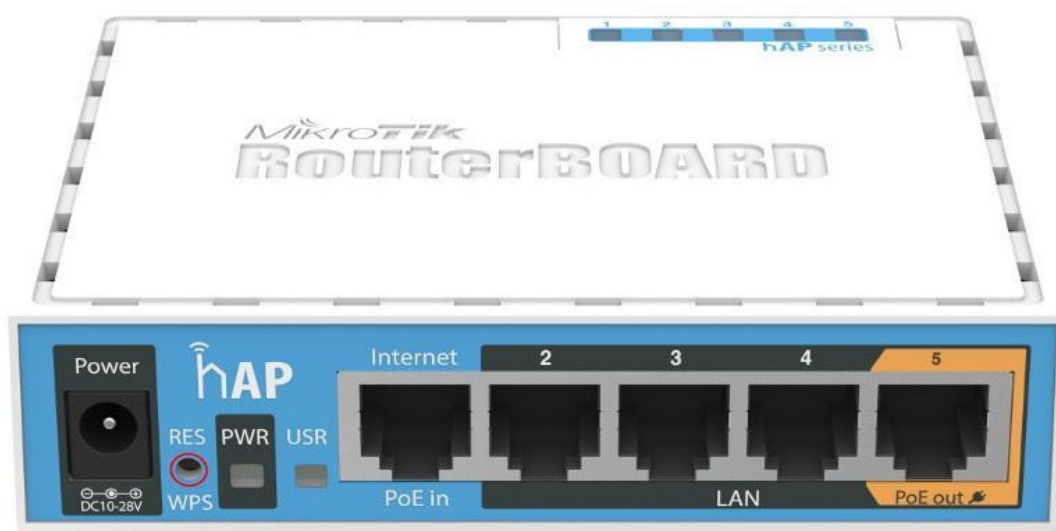 1 2 3 4 5
hAP series
MikroTik
RouterBOARD
Power
hAP
Internet 2 3 4 5
RES PWR USR
DC10-28V
WPS
PoE in
LAN
PoE out